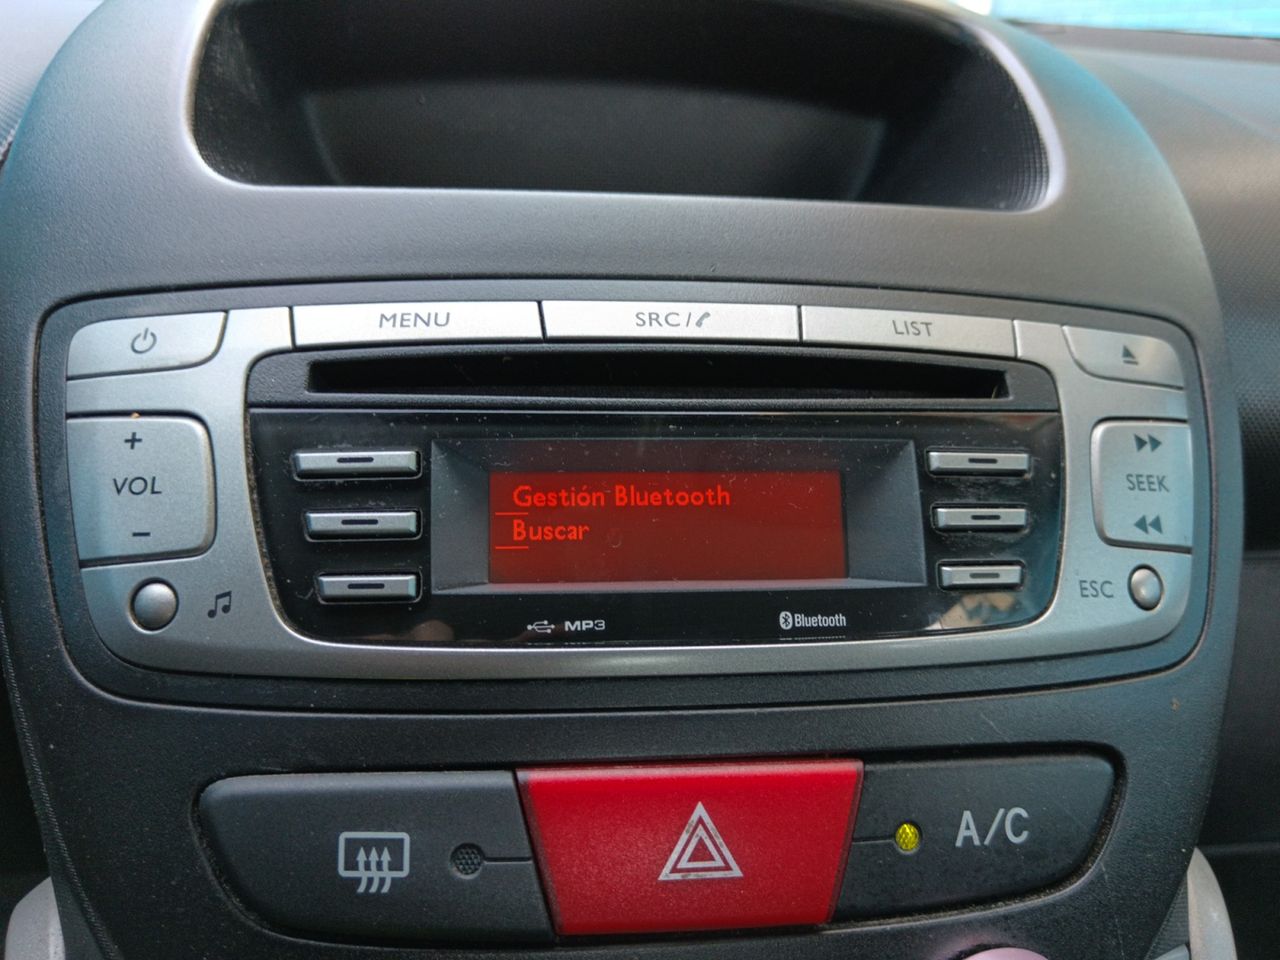 MENU
SRC/
LIST
+
VOL
-
SEEK
ESC
Gestión Bluetooth
Buscar
MP3
Bluetooth
A/C